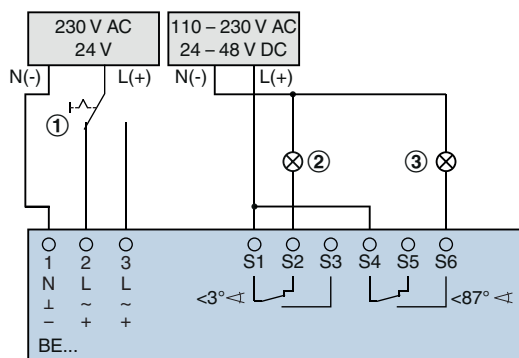 230 V AC
24 V
110 – 230 V AC
24 – 48 V DC
N(-) L(+) N(-) L(+)
① ② ③
1 2 3 S1 S2 S3 S4 S5 S6
N L L
⊥ ~ ~
– + +
<3° ∢ <87° ∢
BE...